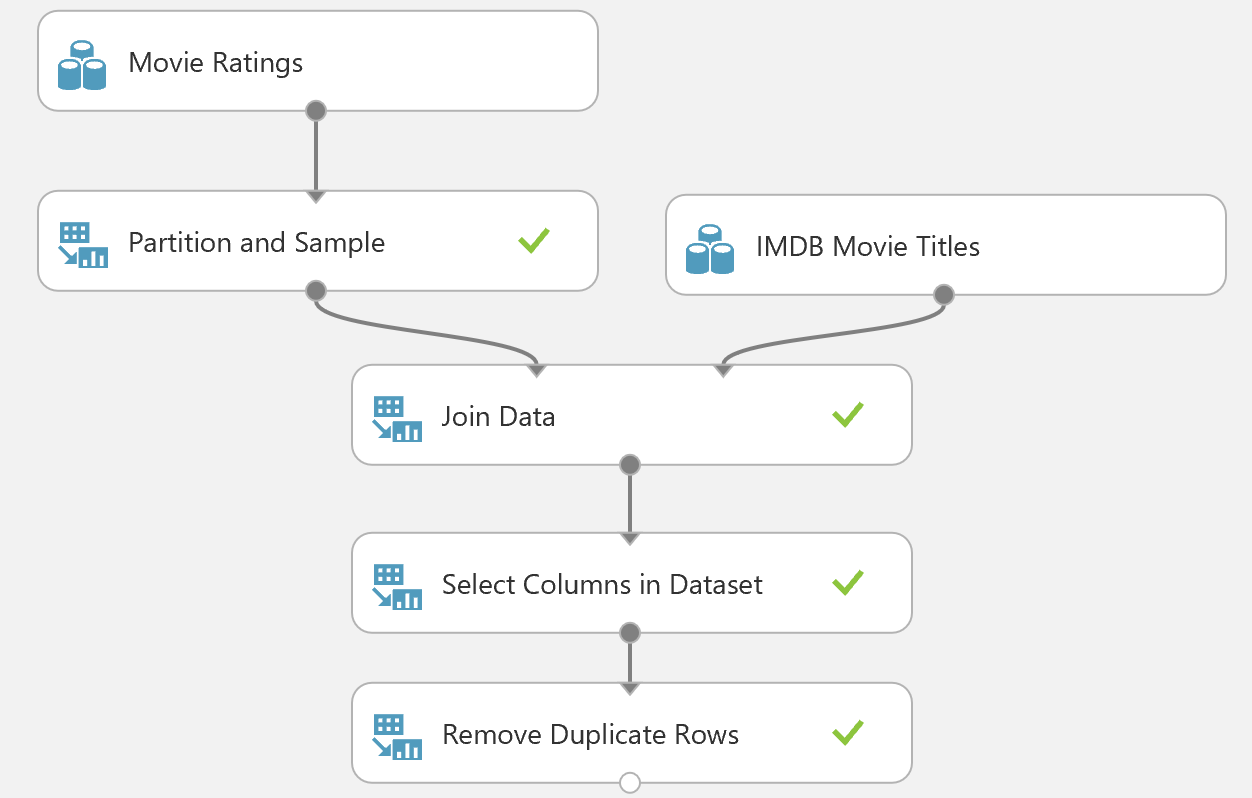 Movie Ratings
Partition and Sample
IMDB Movie Titles
Join Data
Select Columns in Dataset
Remove Duplicate Rows